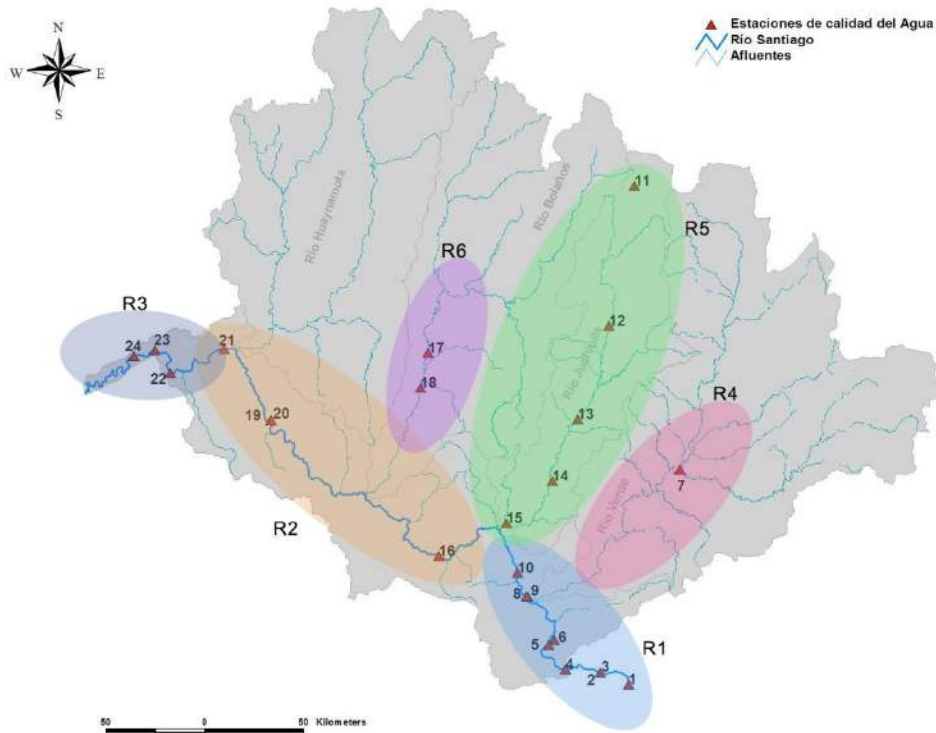 Estaciones de calidad del Agua
Río Santiago
Afluentes
N
W E
S
Río Huaynamota
Río Bolaños
11
R5
R6
12
Río Juchipila
R3
23
24
21
22
17
18
R4
13
19 20
7
14
Río Verde
15
R2
16
10
8 9
6
5
R1
4
3
2
1
50 0 50 Kilometers